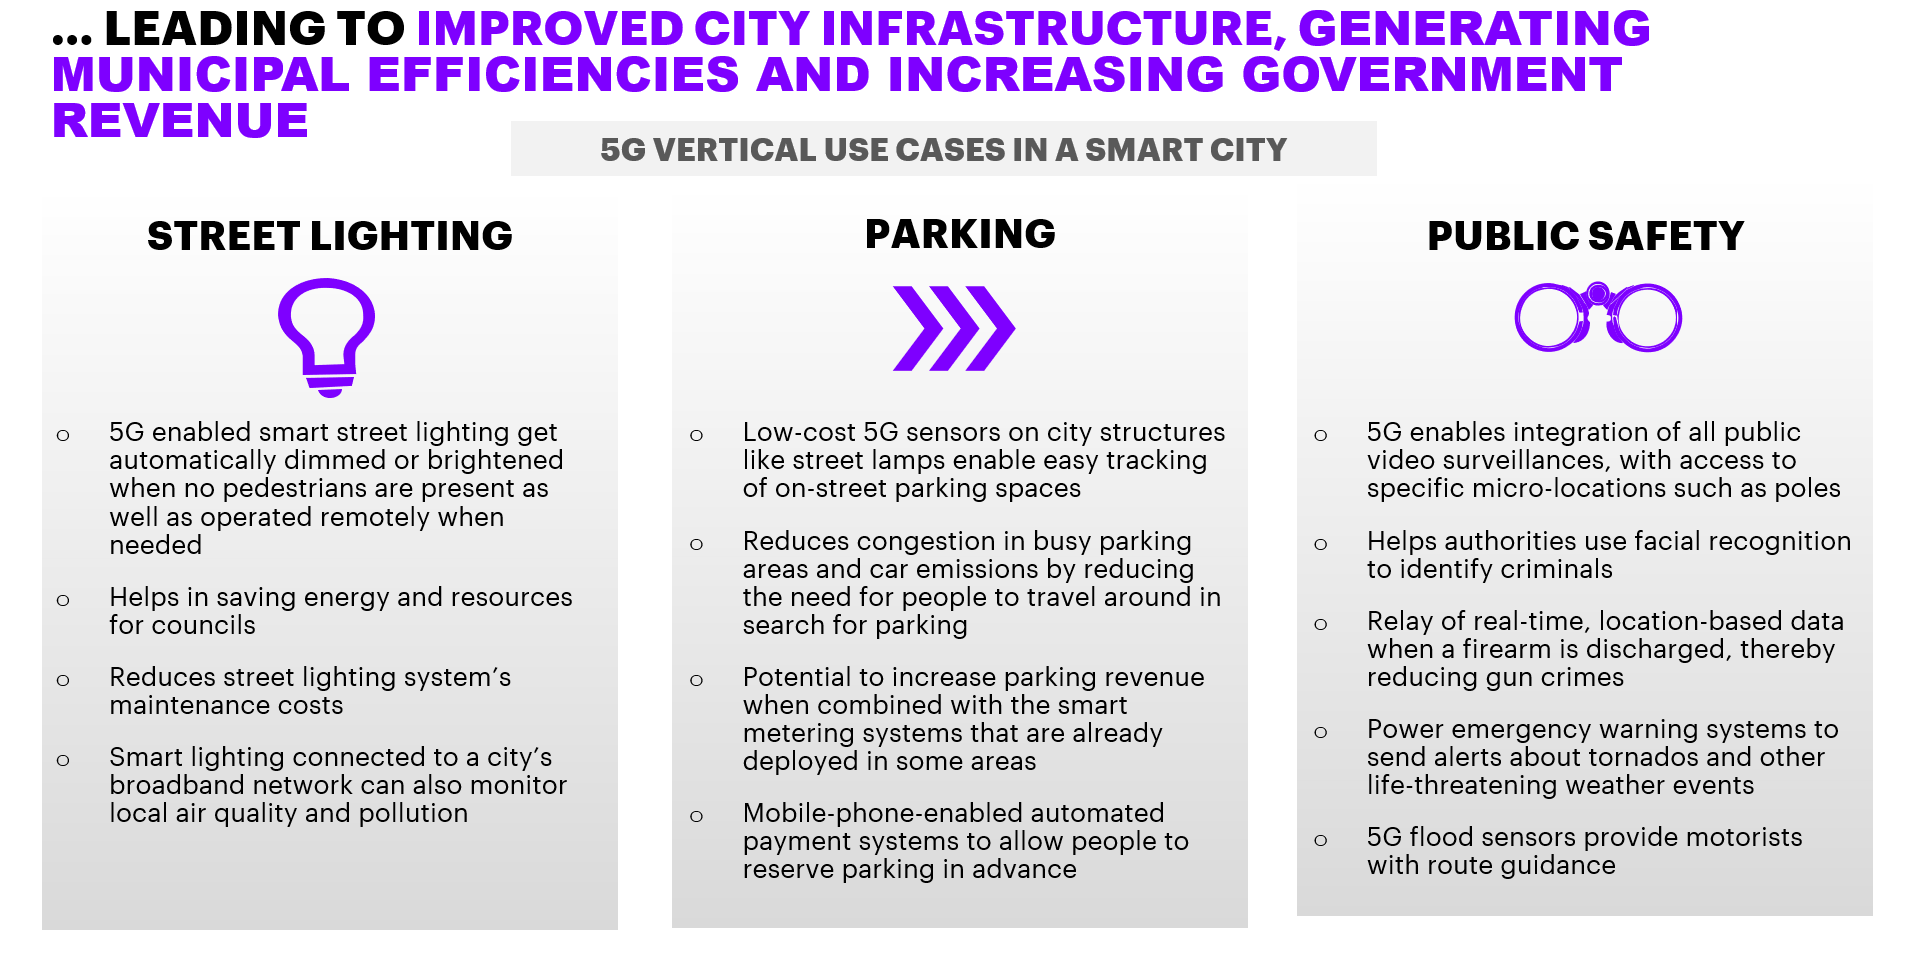 ... LEADING TO IMPROVED CITY INFRASTRUCTURE, GENERATING
MUNICIPAL EFFICIENCIES AND INCREASING GOVERNMENT
REVENUE
5G VERTICAL USE CASES IN A SMART CITY
STREET LIGHTING
o 5G enabled smart street lighting get
automatically dimmed or brightened
when no pedestrians are present as
well as operated remotely when
needed
o Helps in saving energy and resources
for councils
o Reduces street lighting system’s
maintenance costs
o Smart lighting connected to a city’s
broadband network can also monitor
local air quality and pollution
PARKING
o Low-cost 5G sensors on city structures
like street lamps enable easy tracking
of on-street parking spaces
o Reduces congestion in busy parking
areas and car emissions by reducing
the need for people to travel around in
search for parking
o Potential to increase parking revenue
when combined with the smart
metering systems that are already
deployed in some areas
o Mobile-phone-enabled automated
payment systems to allow people to
reserve parking in advance
PUBLIC SAFETY
o 5G enables integration of all public
video surveillances, with access to
specific micro-locations such as poles
o Helps authorities use facial recognition
to identify criminals
o Relay of real-time, location-based data
when a firearm is discharged, thereby
reducing gun crimes
o Power emergency warning systems to
send alerts about tornados and other
life-threatening weather events
o 5G flood sensors provide motorists
with route guidance